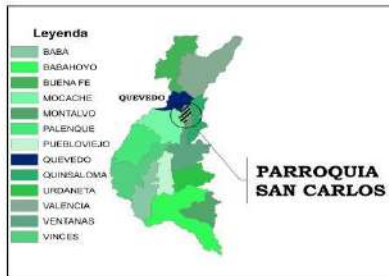 Leyenda
BABA
BABAHOYO
BUENA FE
MOCACHE
MONTALVO
PALENQUE
PUEBLOVIEJO
QUEVEDO
QUINSALOMA
URDANETA
VALENCIA
VENTANAS
VINCES
QUEVEDO
PARROQUIA
SAN CARLOS